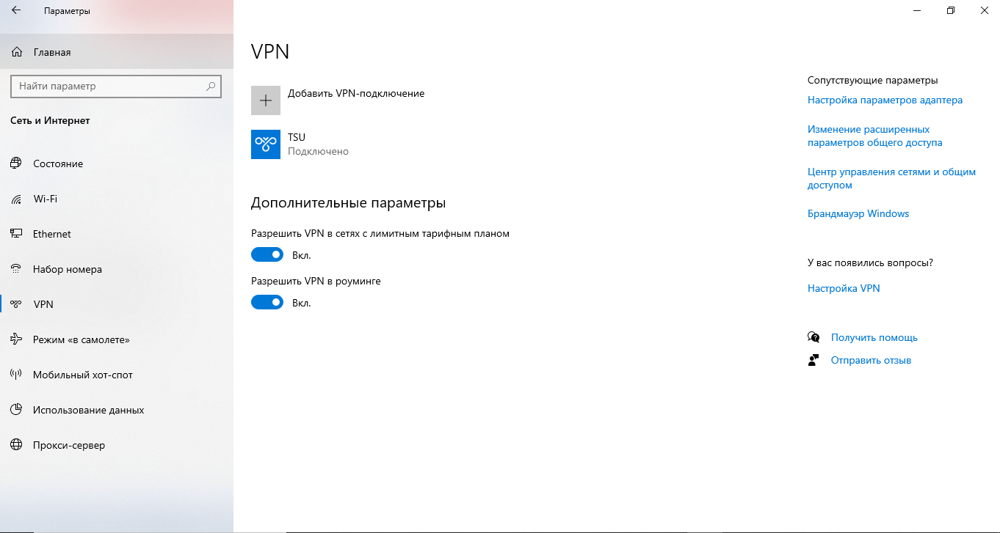 Параметры
Главная
Найти параметр
Сеть и Интернет
Состояние
Wi-Fi
Ethernet
Набор номера
VPN
Режим «в самолете»
Мобильный хот-спот
Использование данных
Прокси-сервер
VPN
Добавить VPN-подключение
TSU
Подключено
Дополнительные параметры
Разрешить VPN в сетях с лимитным тарифным планом
Вкл.
Разрешить VPN в роуминге
Вкл.
Сопутствующие параметры
Настройка параметров адаптера
Изменение расширенных
параметров общего доступа
Центр управления сетями и общим
доступом
Брандмауэр Windows
У вас появились вопросы?
Настройка VPN
Получить помощь
Отправить отзыв